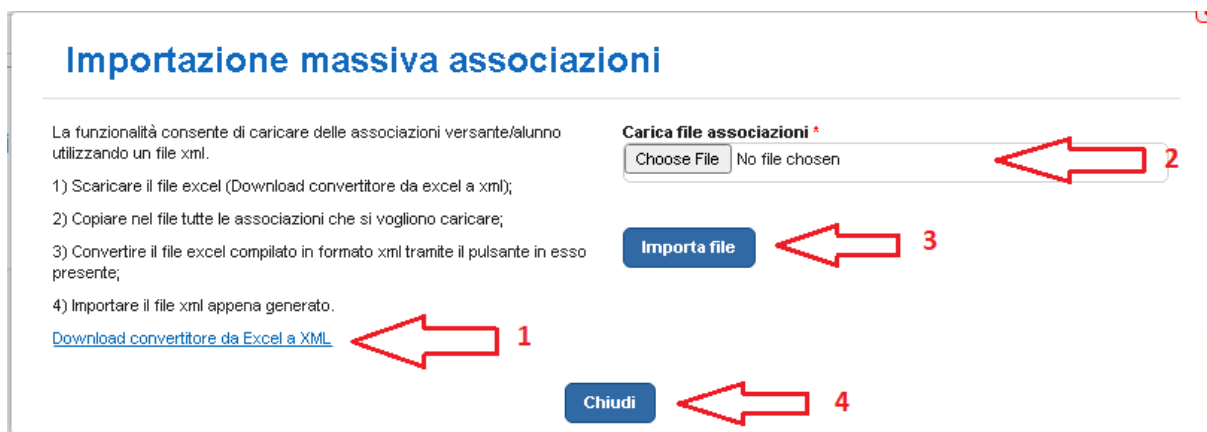 Importazione massiva associazioni
La funzionalità consente di caricare delle associazioni versante/alunno
utilizzando un file xml.
1) Scaricare il file excel (Download convertitore da excel a xml);
2) Copiare nel file tutte le associazioni che si vogliono caricare;
3) Convertire il file excel compilato in formato xml tramite il pulsante in esso
presente;
4) Importare il file xml appena generato.
Download convertitore da Excel a XML
1
Carica file associazioni *
Choose File No file chosen
2
Importa file
3
Chiudi
4